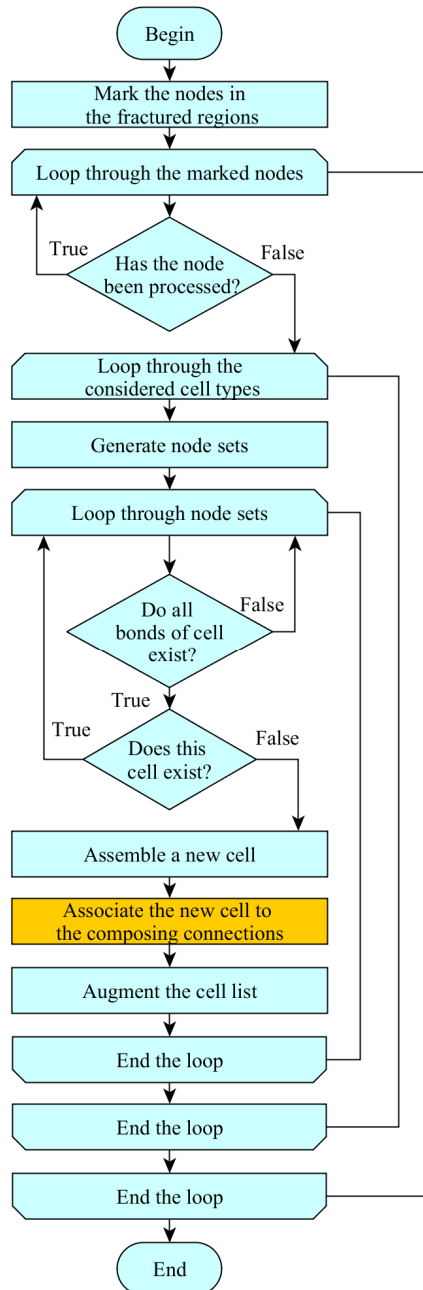 Begin
Mark the nodes in
the fractured regions
Loop through the marked nodes
True
False
Has the node
been processed?
Loop through the
considered cell types
Generate node sets
Loop through node sets
Do all
bonds of cell
exist?
False
True
True
False
Does this
cell exist?
Assemble a new cell
Associate the new cell to
the composing connections
Augment the cell list
End the loop
End the loop
End the loop
End